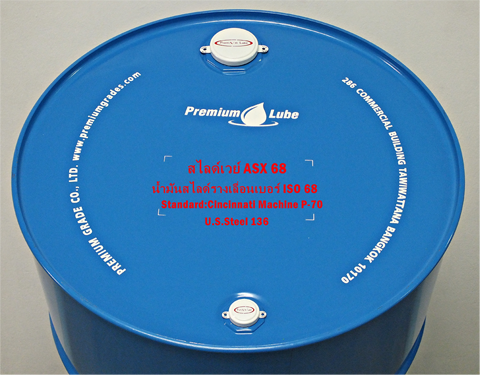 Premium Lube
สไลด์เวย์ ASX 68
น้ำมันสไลด์รางเลื่อนเบอร์ ISO 68
Standard:Cincinnati Machine P-70
U.S.Steel 136
PREMIUM GRADE CO., LTD. www.premiumgrades.com
286 COMMERCIAL BUILDING TAWIWATTANA BANGKOK 10170